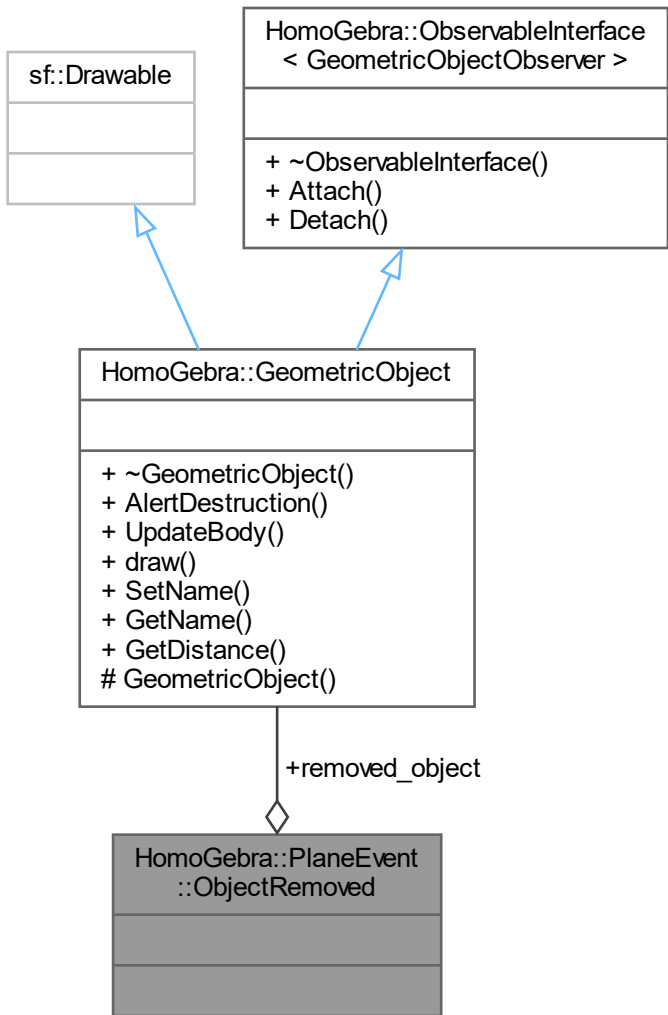 sf::Drawable
HomoGebra::ObservableInterface
< GeometricObjectObserver >
+ ~ObservableInterface()
+ Attach()
+ Detach()
HomoGebra::GeometricObject
+ ~GeometricObject()
+ AlertDestruction()
+ UpdateBody()
+ draw()
+ SetName()
+ GetName()
+ GetDistance()
# GeometricObject()
+removed_object
HomoGebra::PlaneEvent
::ObjectRemoved